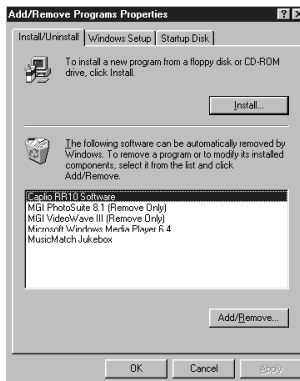 Add/Remove Programs Properties
Install/Uninstall Windows Setup Startup Disk
To install a new program from a floppy disk or CD-ROM
drive, click Install.
Install...
The following software can be automatically removed by
Windows. To remove a program or to modify its installed
components, select it from the list and click
Add/Remove.
Caplio RR10 Software
MGI PhotoSuite 8.1 (Remove Only)
MGI VideoWave III (Remove Only)
Microsoft Windows Media Player 6.4
MusicMatch Jukebox
Add/Remove...
OK Cancel Apply